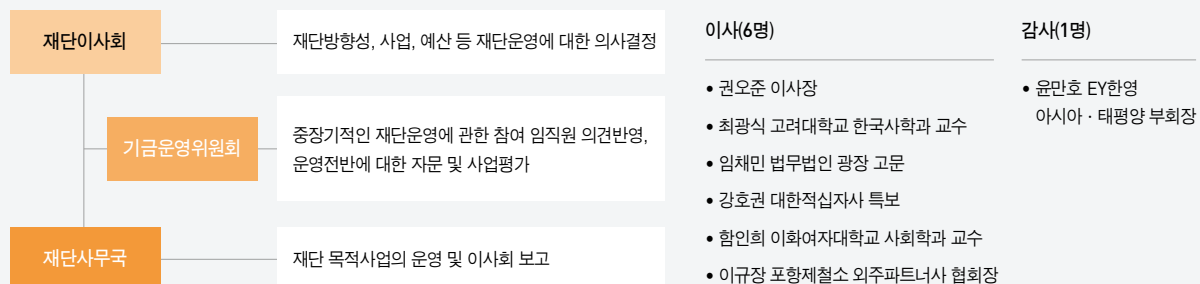 재단이사회
재단방향성, 사업, 예산 등 재단운영에 대한 의사결정
기금운영위원회
중장기적인 재단운영에 관한 참여 임직원 의견반영,
운영전반에 대한 자문 및 사업평가
재단사무국
재단 목적사업의 운영 및 이사회 보고
이사(6명)
• 권오준 이사장
• 최광식 고려대학교 한국사학과 교수
• 임채민 법무법인 광장 고문
• 강호권 대한적십자사 특보
• 함인희 이화여자대학교 사회학과 교수
• 이규장 포항제철소 외주파트너사 협회장
감사(1명)
• 윤만호 EY한영
아시아 · 태평양 부회장